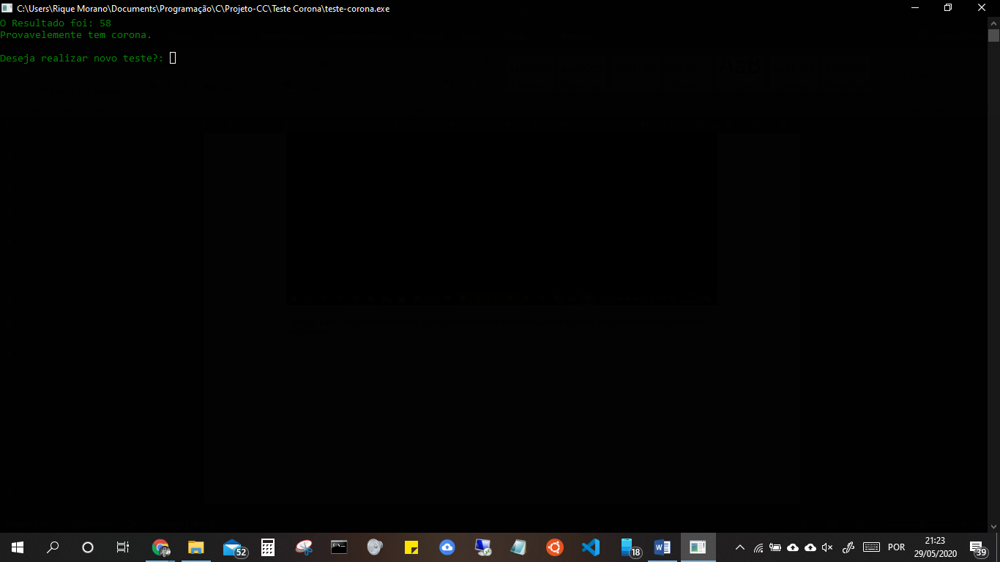 C:\Users\Rique Morano\Documents\Programação\C\Projeto-CC\Teste Corona\teste-corona.exe
O Resultado foi: 58
Provavelemente tem corona.
Deseja realizar novo teste?:
52
18
POR
21:23
29/05/2020
39